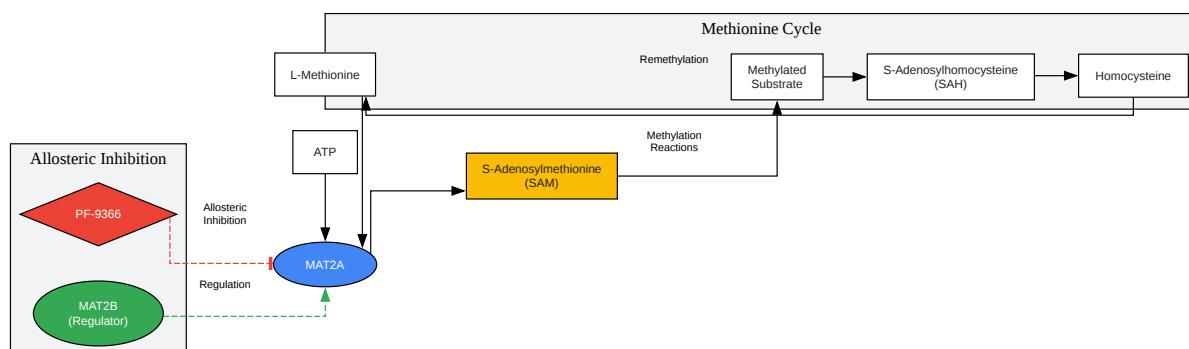 Methionine Cycle
L-Methionine
Remethylation
Methylated
Substrate
S-Adenosylhomocysteine
(SAH)
Homocysteine
ATP
Methylation
Reactions
Allosteric Inhibition
S-Adenosylmethionine
(SAM)
PF-9366
Allosteric
Inhibition
MAT2A
Regulation
MAT2B
(Regulator)